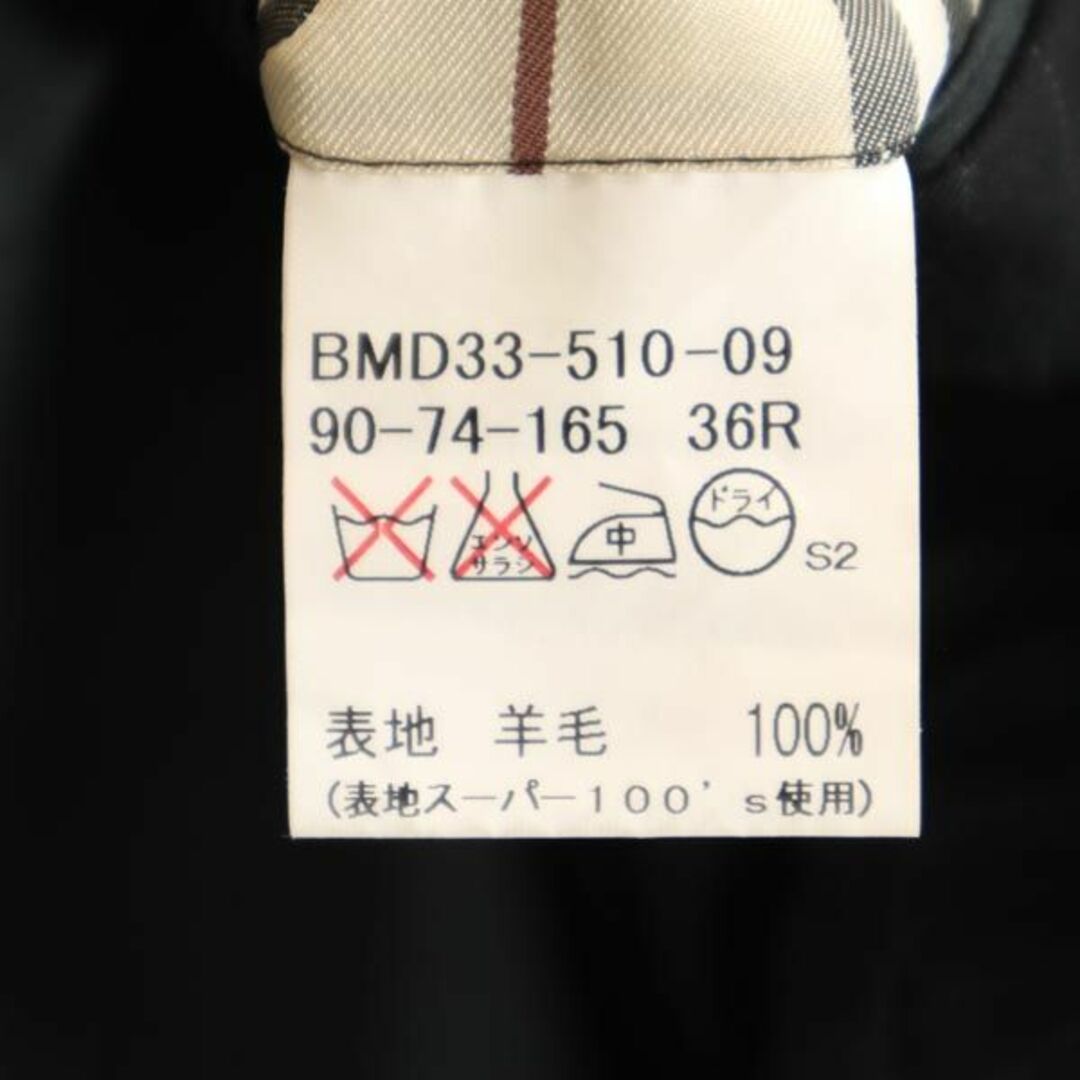 BMD33-510-09
90-74-165 36R
エンソ
サラシ
中
ドライ
S2
表地 羊毛 100%
(表地スーパー１００’ｓ使用)